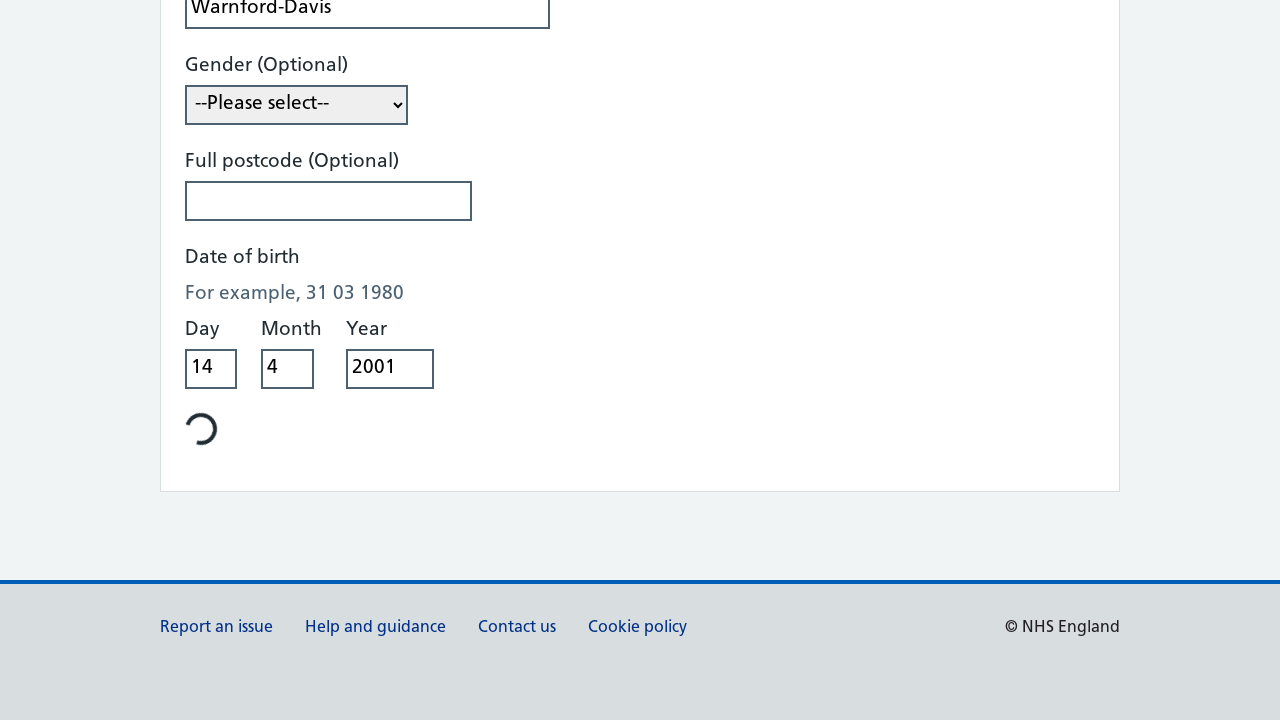 Warnford-Davis
Gender (Optional)
--Please select--
Full postcode (Optional)
Date of birth
For example, 31 03 1980
Day Month Year
14 4 2001
Report an issue Help and guidance Contact us Cookie policy © NHS England